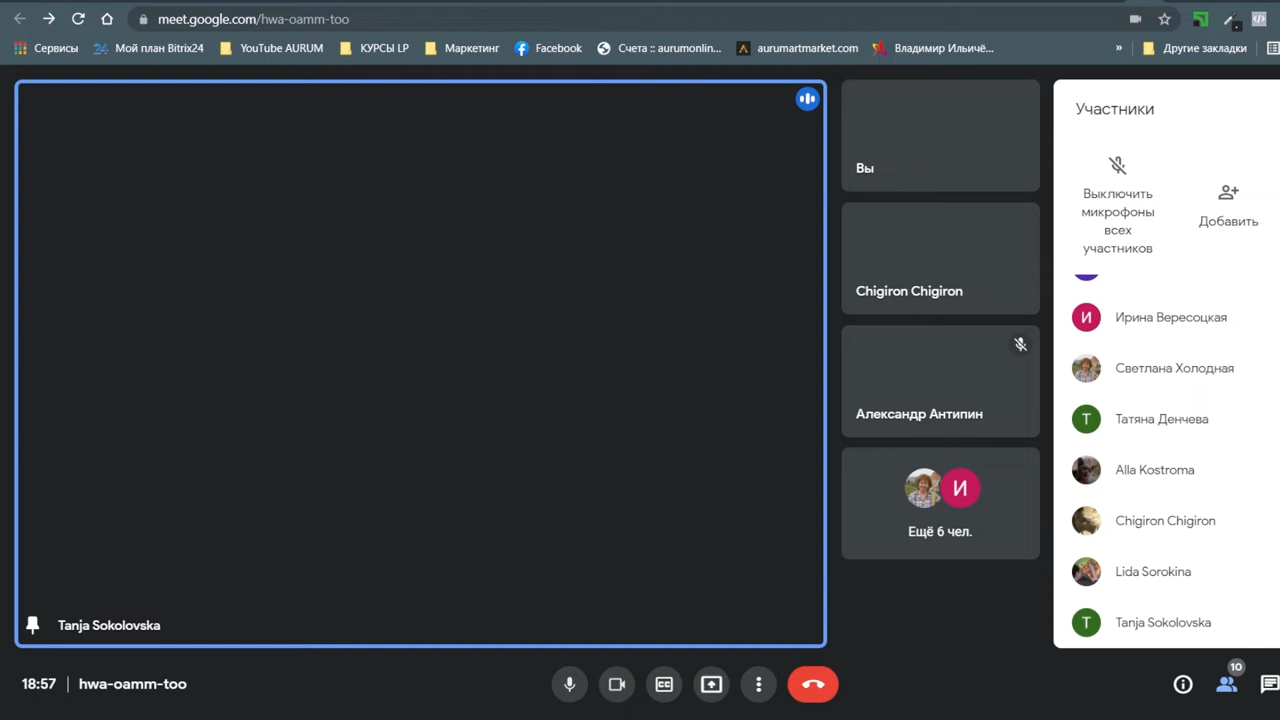 meet.google.com/hwa-oamm-too
Сервисы
Мой план Bitrix24
YouTube AURUM
КУРСЫ LP
Маркетинг
Facebook
Счета :: aurumonlin...
aurumartmarket.com
Владимир Ильичё...
»
Другие закладки
Вы
Chigiron Chigiron
Александр Антипин
И
Ещё 6 чел.
Tanja Sokolovska
Участники
Выключить
микрофоны
всех
участников
Добавить
И Ирина Вересоцкая
Светлана Холодная
Т Татяна Денчева
Alla Kostroma
Chigiron Chigiron
Lida Sorokina
T Tanja Sokolovska
18:57 | hwa-oamm-too
CC
10